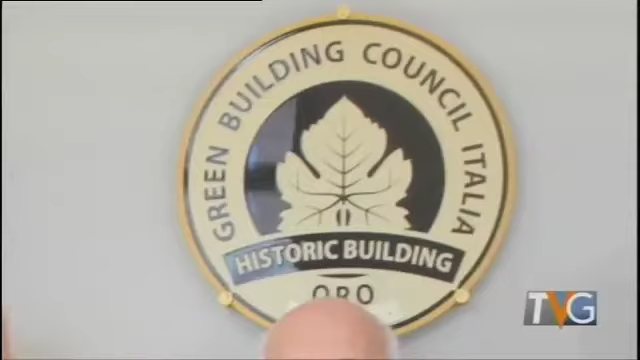 GREEN BUILDING COUNCIL ITALIA
HISTORIC BUILDING
ORO
TVG